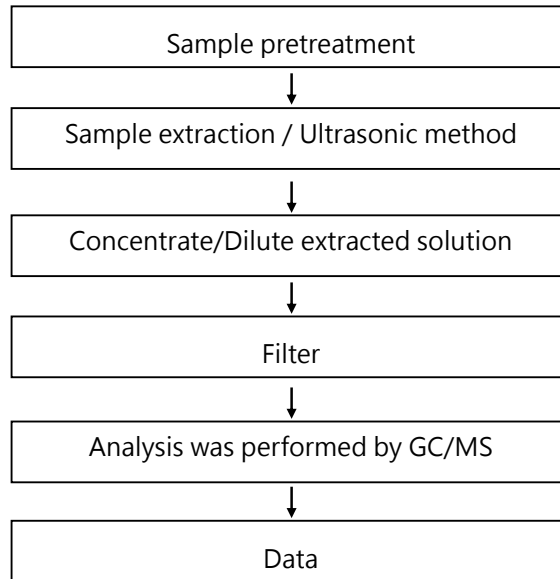 Sample pretreatment
Sample extraction / Ultrasonic method
Concentrate/Dilute extracted solution
Filter
Analysis was performed by GC/MS
Data